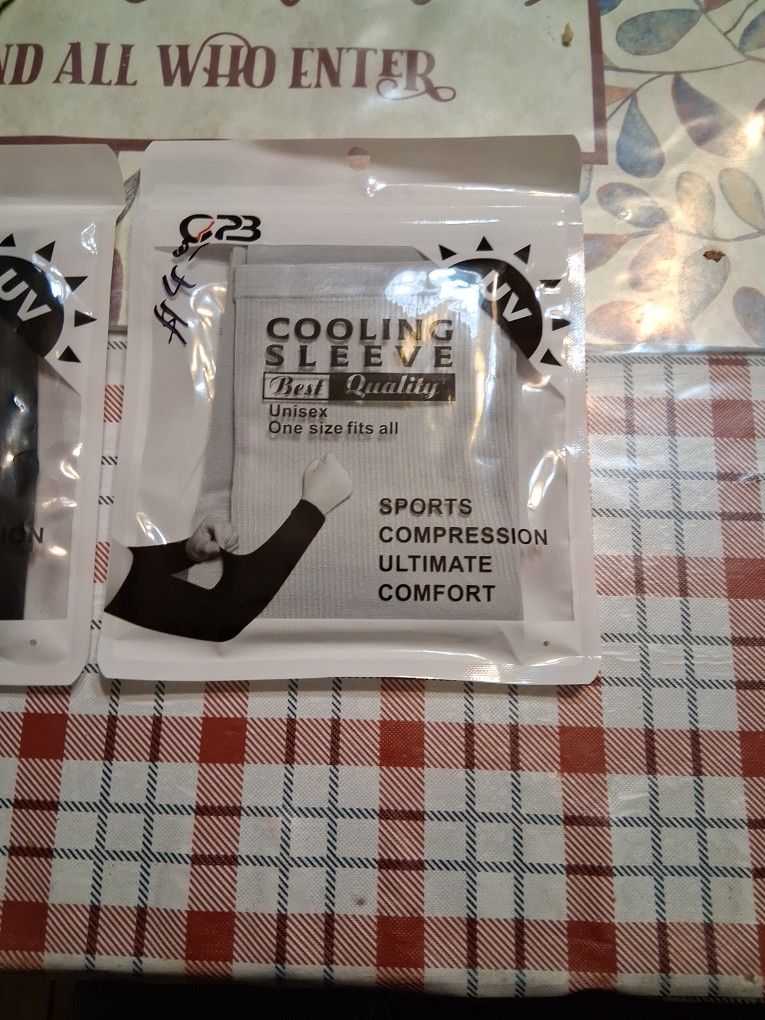 ND ALL WHO ENTER
UV
ION
COOLING
SLEEVE
Best Quality
Unisex
One size fits all
UV
SPORTS
COMPRESSION
ULTIMATE
COMFORT